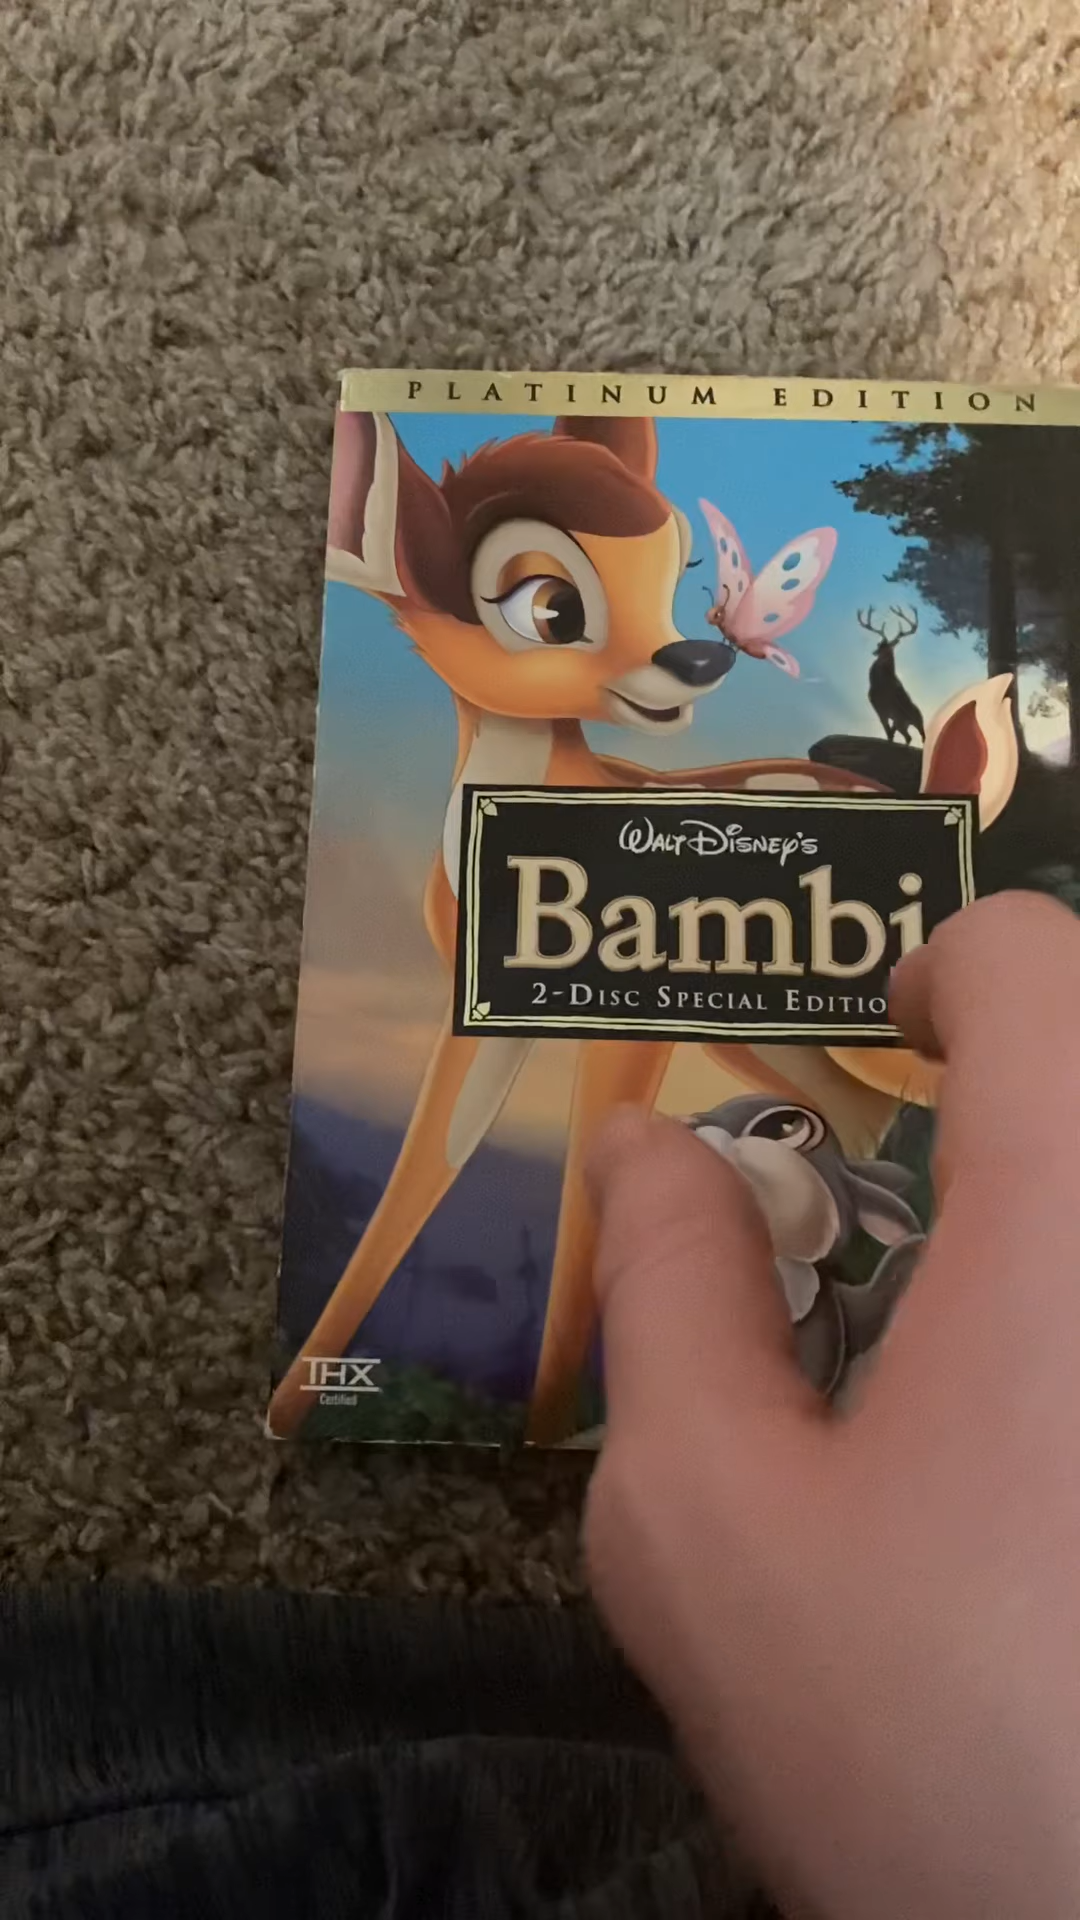 PLATINUM EDITION
WALT DISNEY'S
Bambi
2-DISC SPECIAL EDITIO
THX
Certified